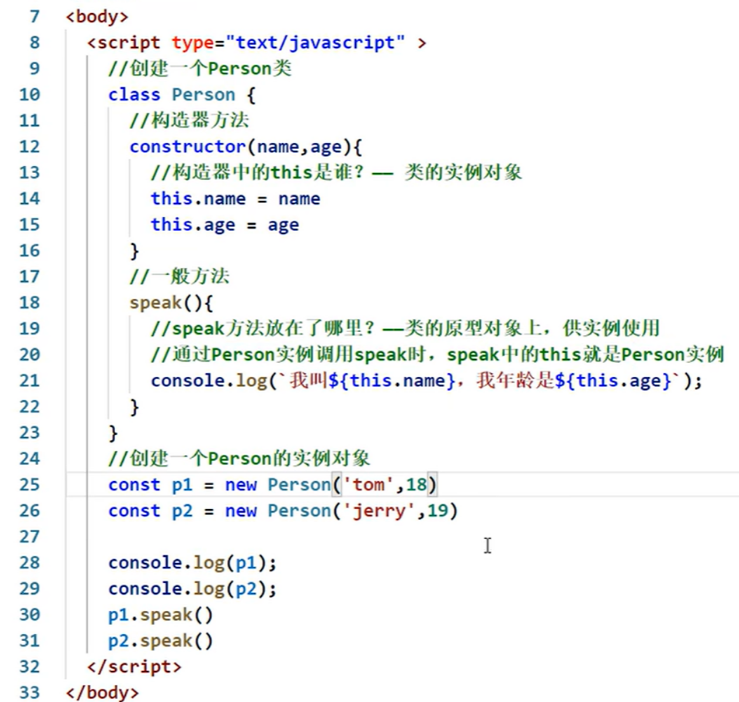 7 <body>
8 <script type="text/javascript" >
9 //创建一个Person类
10 class Person {
11 //构造器方法
12 constructor(name,age){
13 //构造器中的this是谁？—— 类的实例对象
14 this.name = name
15 this.age = age
16 }
17 //一般方法
18 speak(){
19 //speak方法放在了哪里？——类的原型对象上，供实例使用
20 //通过Person实例调用speak时，speak中的this就是Person实例
21 console.log(`我叫${this.name}，我年龄是${this.age}`);
22 }
23 }
24 //创建一个Person的实例对象
25 const p1 = new Person('tom',18)
26 const p2 = new Person('jerry',19)
27
28 console.log(p1);
29 console.log(p2);
30 p1.speak()
31 p2.speak()
32 </script>
33 </body>